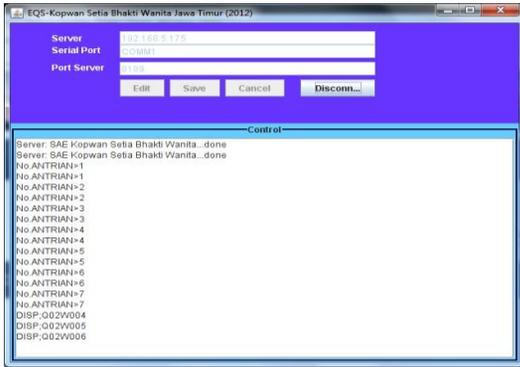 EQS-Kopwan Setia Bhakti Wanita Jawa Timur (2012)
Server 192.168.5.175
Serial Port COMM1
Port Server 0199
Edit Save Cancel Disconn...
Control
Server: SAE Kopwan Setia Bhakti Wanita...done
Server: SAE Kopwan Setia Bhakti Wanita...done
No.ANTRIAN>1
No.ANTRIAN>1
No.ANTRIAN>2
No.ANTRIAN>2
No.ANTRIAN>3
No.ANTRIAN>3
No.ANTRIAN>4
No.ANTRIAN>4
No.ANTRIAN>5
No.ANTRIAN>5
No.ANTRIAN>6
No.ANTRIAN>6
No.ANTRIAN>7
No.ANTRIAN>7
DISP;Q02W004
DISP;Q02W005
DISP;Q02W006